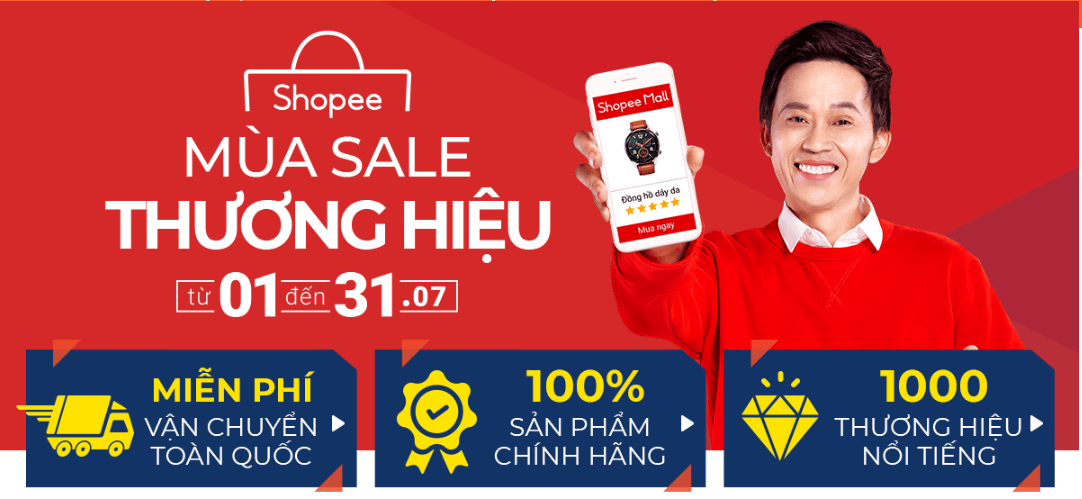 Shopee
MÙA SALE
THƯƠNG HIỆU
từ 01 đến 31.07
Shopee Mall
Đồng hồ dây da
Mua ngay
MIỄN PHÍ
VẬN CHUYỂN
TOÀN QUỐC
100%
SẢN PHẨM
CHÍNH HÃNG
1000
THƯƠNG HIỆU
NỔI TIẾNG